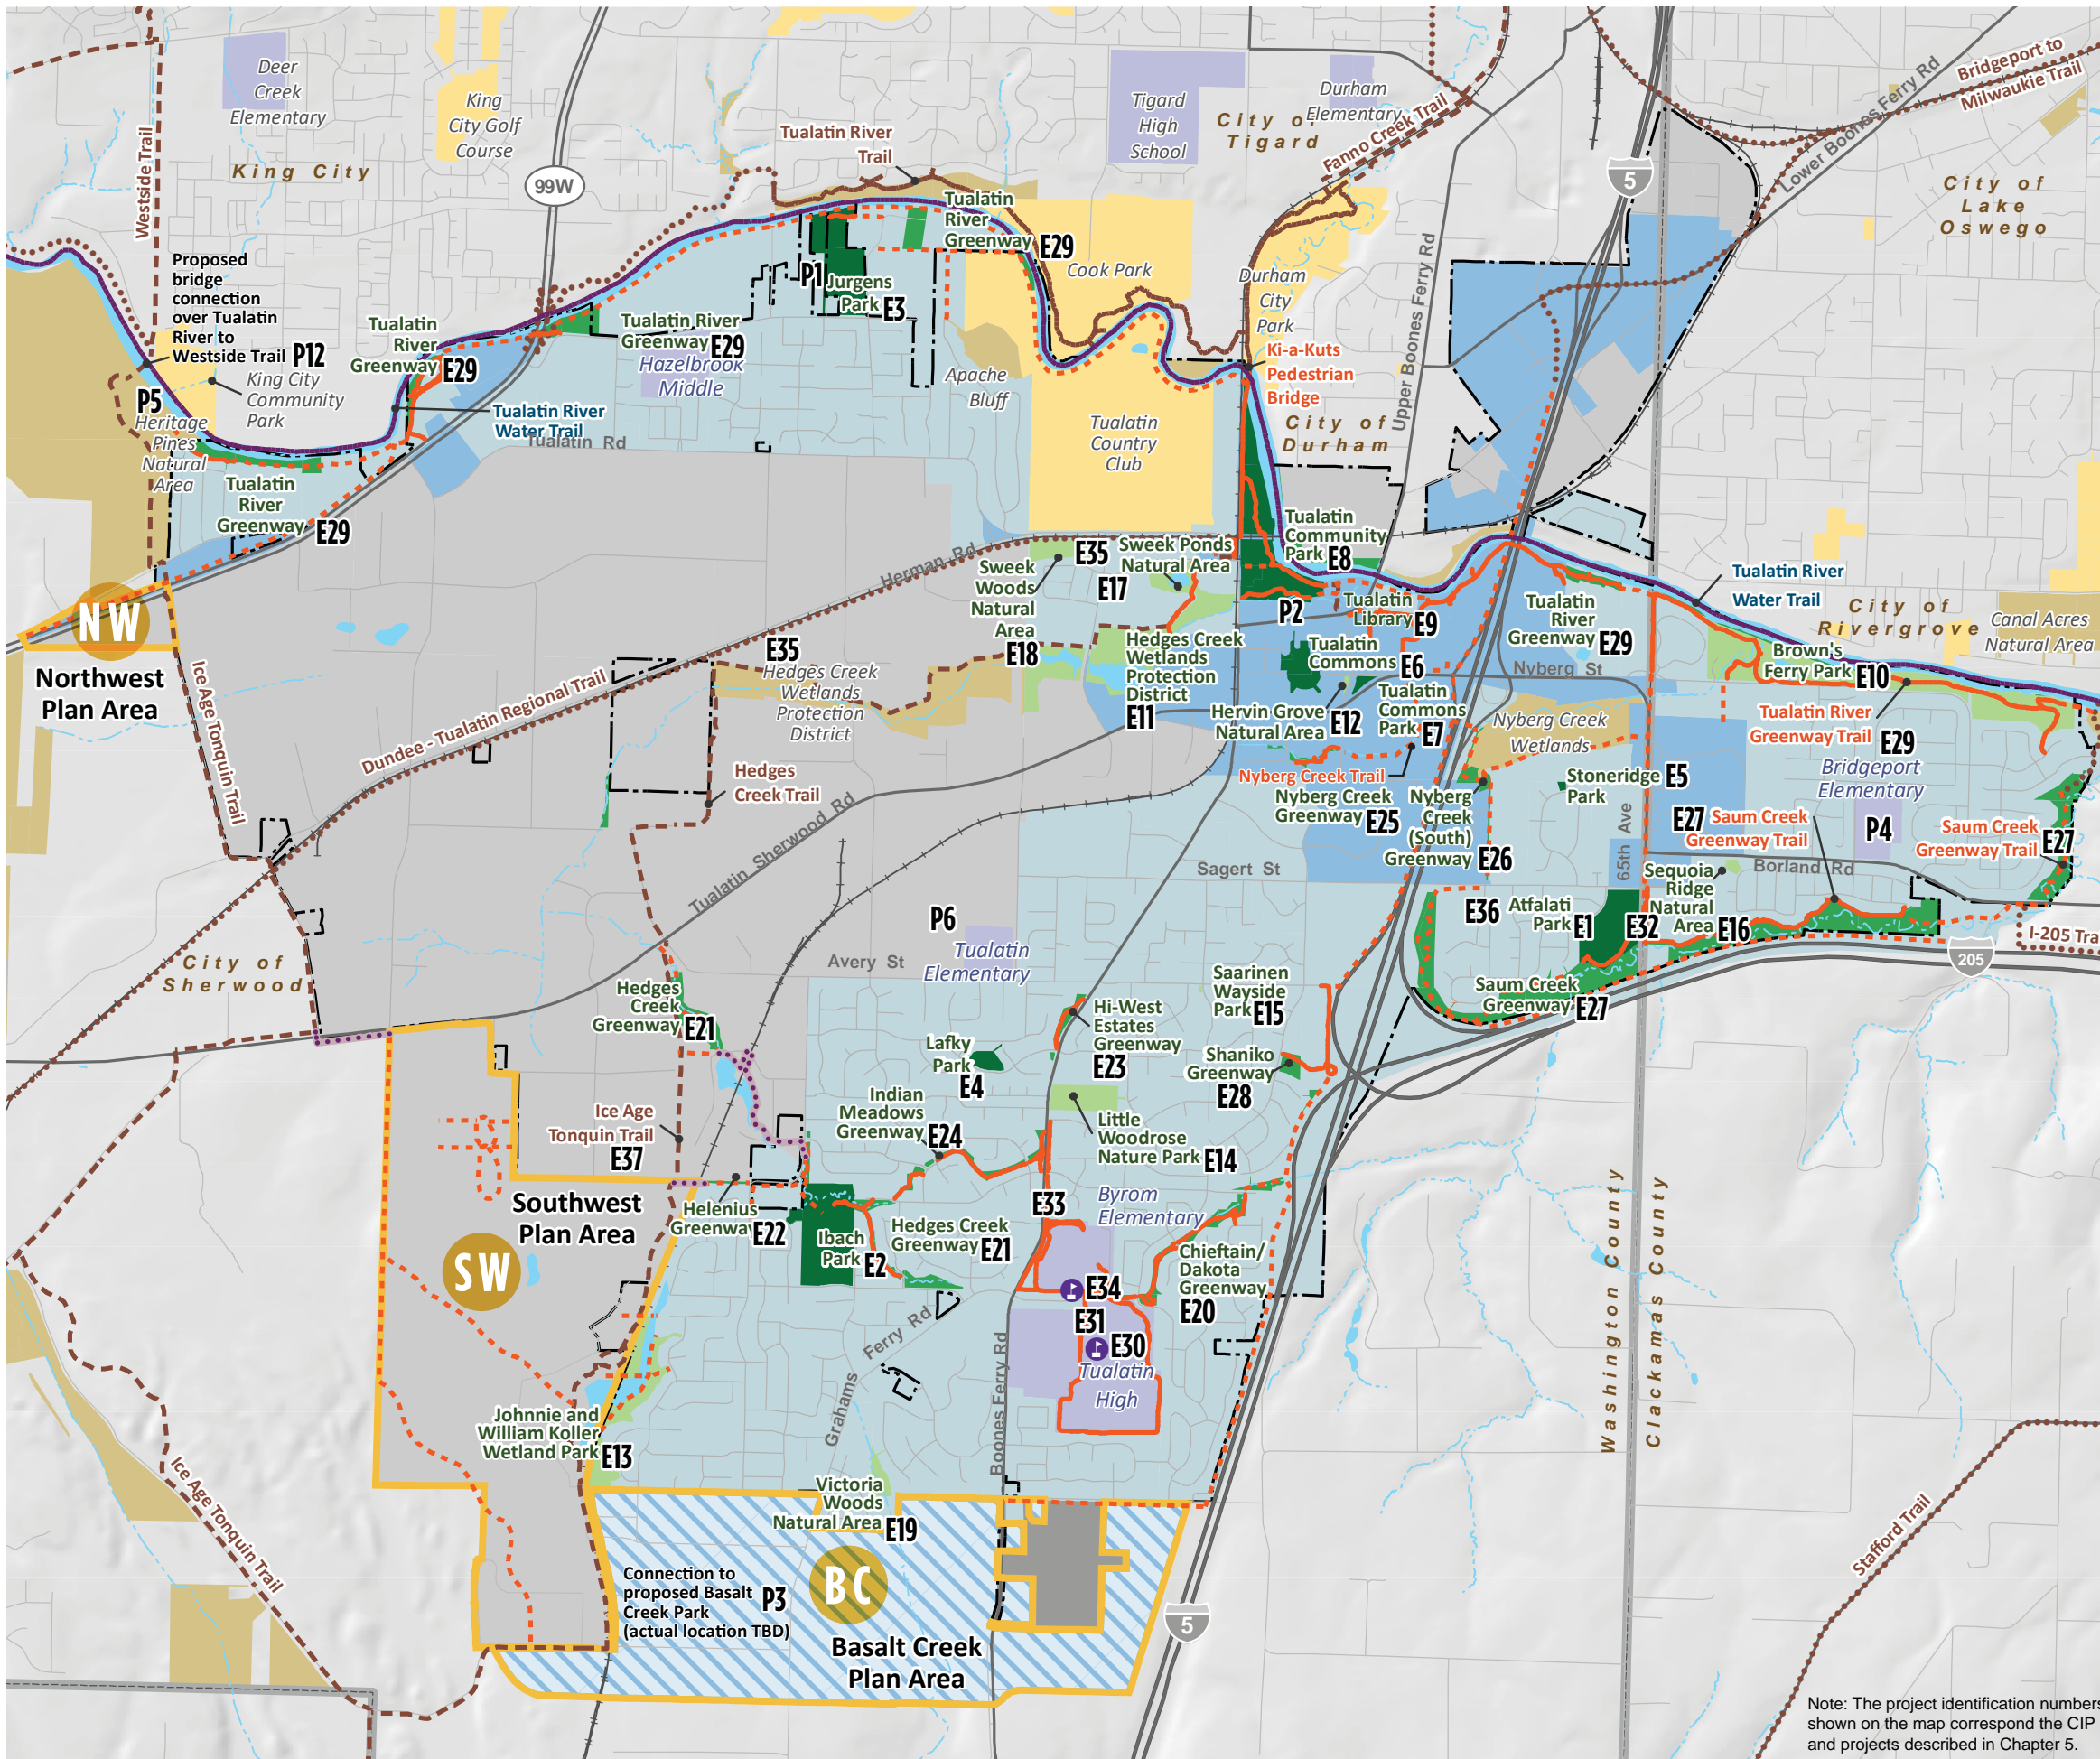 Deer
Creek
Elementary
King
City Golf
Course
King City
Westside Trail
99W
Tualatin River
Trail
Tigard
High
School
City of
Tigard
Durham
Elementary
Fanno Creek Trail
5
Bridgeport to
Milwaukie Trail
Lower Boones Ferry Rd
City of
Lake
Oswego
Upper Boones Ferry Rd
Proposed
bridge
connection
over Tualatin
River to
Westside Trail P12
King City
Community
Park
P5
Heritage
Pines
Natural
Area
Tualatin
River
Greenway E29
Tualatin River
Water Trail
Tualatin Rd
Tualatin
River
Greenway E29
Tualatin River
Greenway E29
Hazelbrook
Middle
P1
Jurgens
Park E3
Tualatin
River
Greenway E29
Cook Park
Apache
Bluff
Tualatin
Country
Club
Durham
City
Park
Ki-a-Kuts
Pedestrian
Bridge
City of
Durham
Tualatin
Community
Park E8
NW
Northwest
Plan Area
Ice Age Tonquin Trail
Dundee - Tualatin Regional Trail
Herman Rd
E35
Hedges Creek
Wetlands
Protection
District
Hedges
Creek Trail
Tualatin Sherwood Rd
Sweek
Woods
Natural
Area
E18
E35
E17
Sweek Ponds
Natural Area
Hedges Creek
Wetlands
Protection
District
E11
P2
Tualatin
Library E9
Tualatin
Commons E6
Tualatin
Commons
Park E7
Hervin Grove
Natural Area E12
Nyberg Creek Trail
Nyberg Creek
Greenway E25
Nyberg
Creek
(South)
Greenway E26
Tualatin
River
Greenway E29
Nyberg St
Nyberg Creek
Wetlands
Stoneridge
Park
E5
65th Ave
Tualatin River
Water Trail
City of
Rivergrove
Canal Acres
Natural Area
Brown's
Ferry Park E10
Tualatin River
Greenway Trail
E29
Bridgeport
Elementary
P4
E27 Saum Creek
Greenway Trail
Saum Creek
Greenway Trail
E27
Borland Rd
Sequoia
Ridge
Natural
Area E16
E36
Atfalati
Park E1
E32
Saum Creek
Greenway E27
I-205 Tra
205
Sagert St
P6
Tualatin
Elementary
Avery St
City of
Sherwood
Hedges
Creek
Greenway E21
Lafky
Park
E4
Hi-West
Estates
Greenway
E23
Saarinen
Wayside
Park E15
Shaniko
Greenway
E28
Indian
Meadows
Greenway E24
Little
Woodrose
Nature Park E14
Ice Age
Tonquin Trail
E37
Southwest
Plan Area
SW
Helenius
Greenway E22
Ibach
Park E2
Hedges Creek
Greenway E21
E33
Byrom
Elementary
E34
E31
E30
Tualatin
High
Chieftain/
Dakota
Greenway
E20
Grahams
Ferry Rd
Boones Ferry Rd
Washington County
Clackamas County
Johnnie and
William Koller
Wetland Park E13
Ice Age Tonquin Trail
Victoria
Woods
Natural Area E19
BC
Connection to
proposed Basalt
Creek Park
(actual location TBD)
P3
Basalt Creek
Plan Area
5
Stafford Trail
Note: The project identification numbers
shown on the map correspond the CIP
and projects described in Chapter 5.